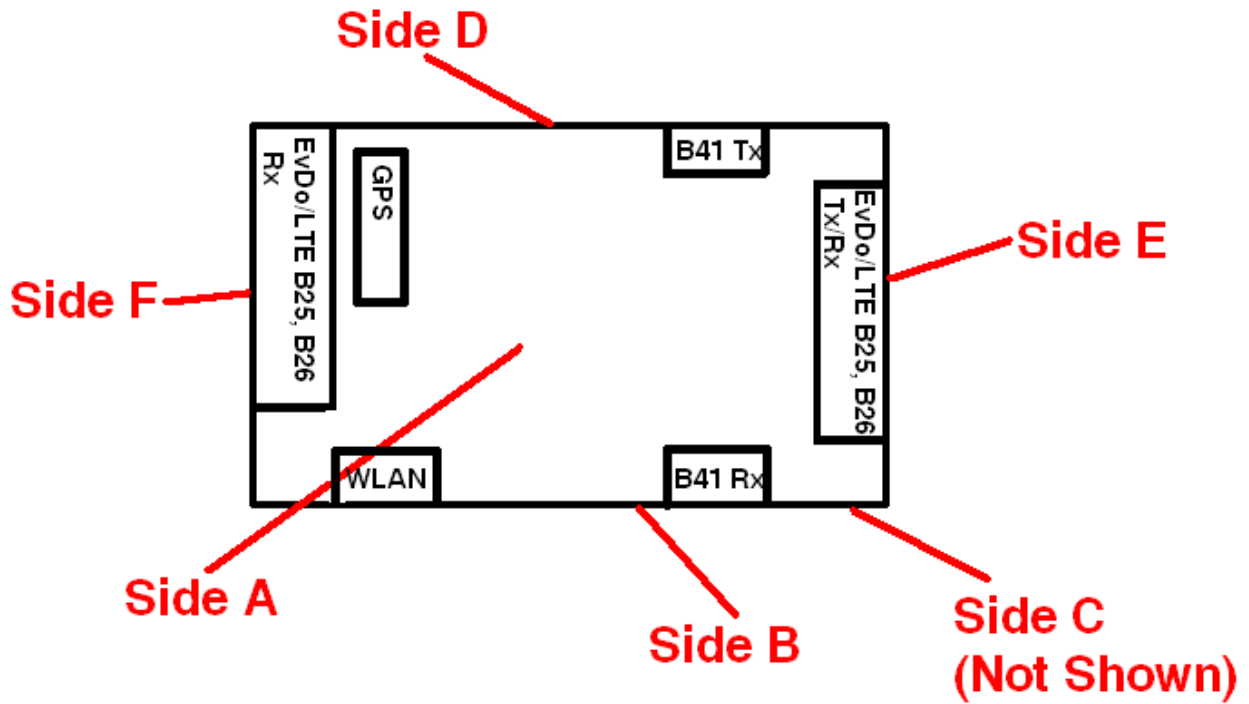 Side D
B41 Tx
EvDo/LTE B25, B26
Rx
GPS
EvDo/LTE B25, B26
Tx/Rx
Side E
Side F
WLAN
B41 Rx
Side A
Side B
Side C
(Not Shown)